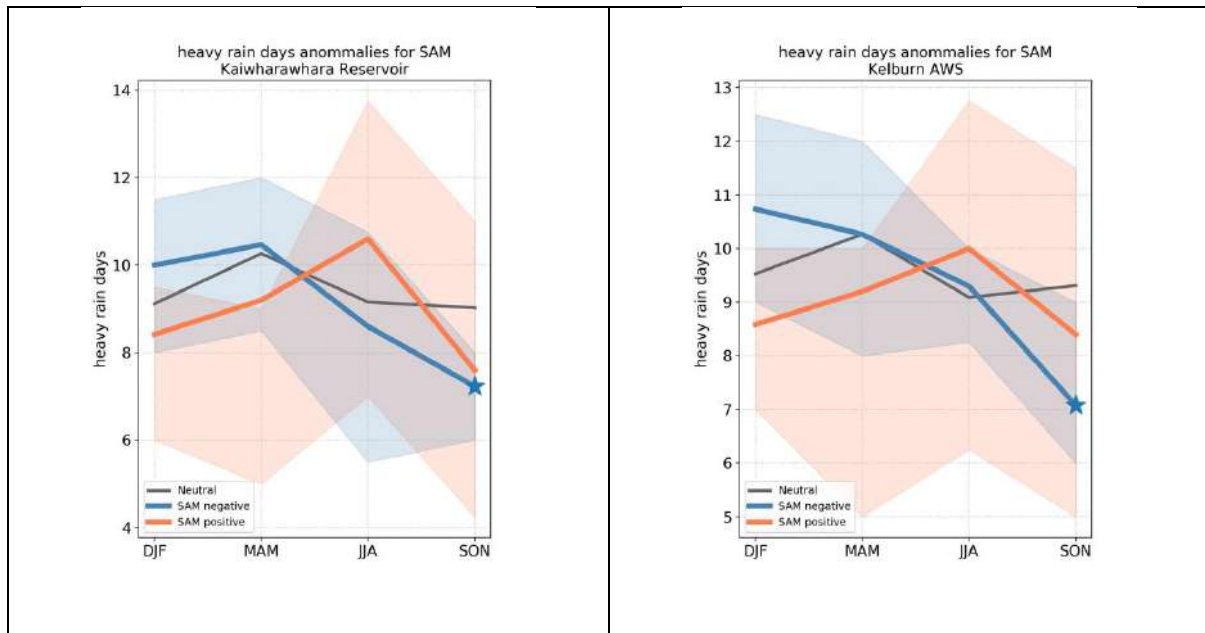 heavy rain days anommalies for SAM
Kaiwharawhara Reservoir
14
12
10
8
6
4
heavy rain days
Neutral
SAM negative
SAM positive
DJF
MAM
JJA
SON
heavy rain days anommalies for SAM
Kelburn AWS
13
12
11
10
9
8
7
6
5
heavy rain days
Neutral
SAM negative
SAM positive
DJF
MAM
JJA
SON